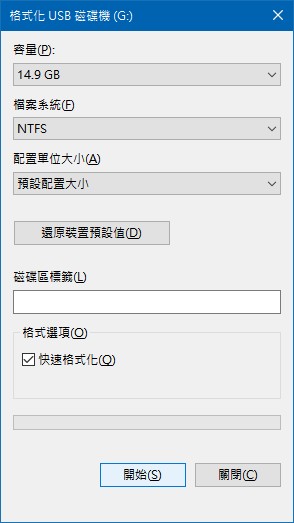 格式化 USB 磁碟機 (G:)
容量(P):
14.9 GB
檔案系統(F)
NTFS
配置單位大小(A)
預設配置大小
還原裝置預設值(D)
磁碟區標籤(L)
格式選項(O)
快速格式化(Q)
開始(S)
關閉(C)